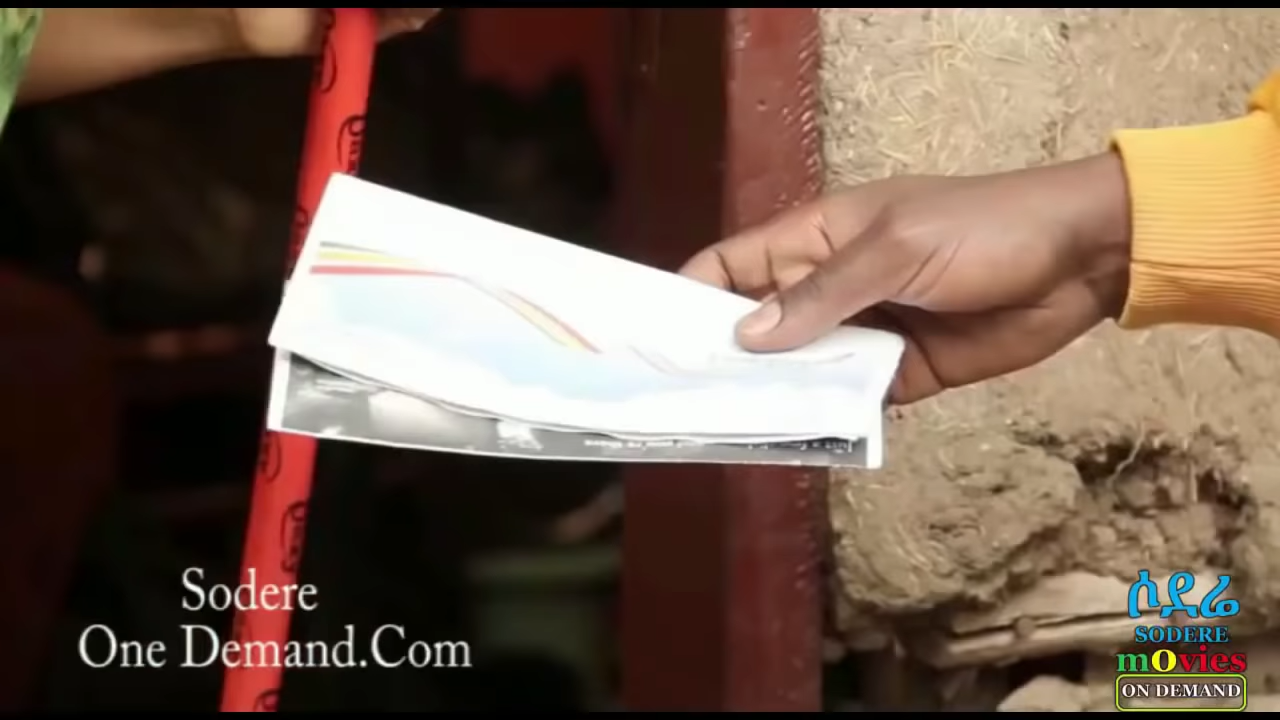 Sodere
One Demand.Com
ሶደሬ
SODERE
mOvies
ON DEMAND